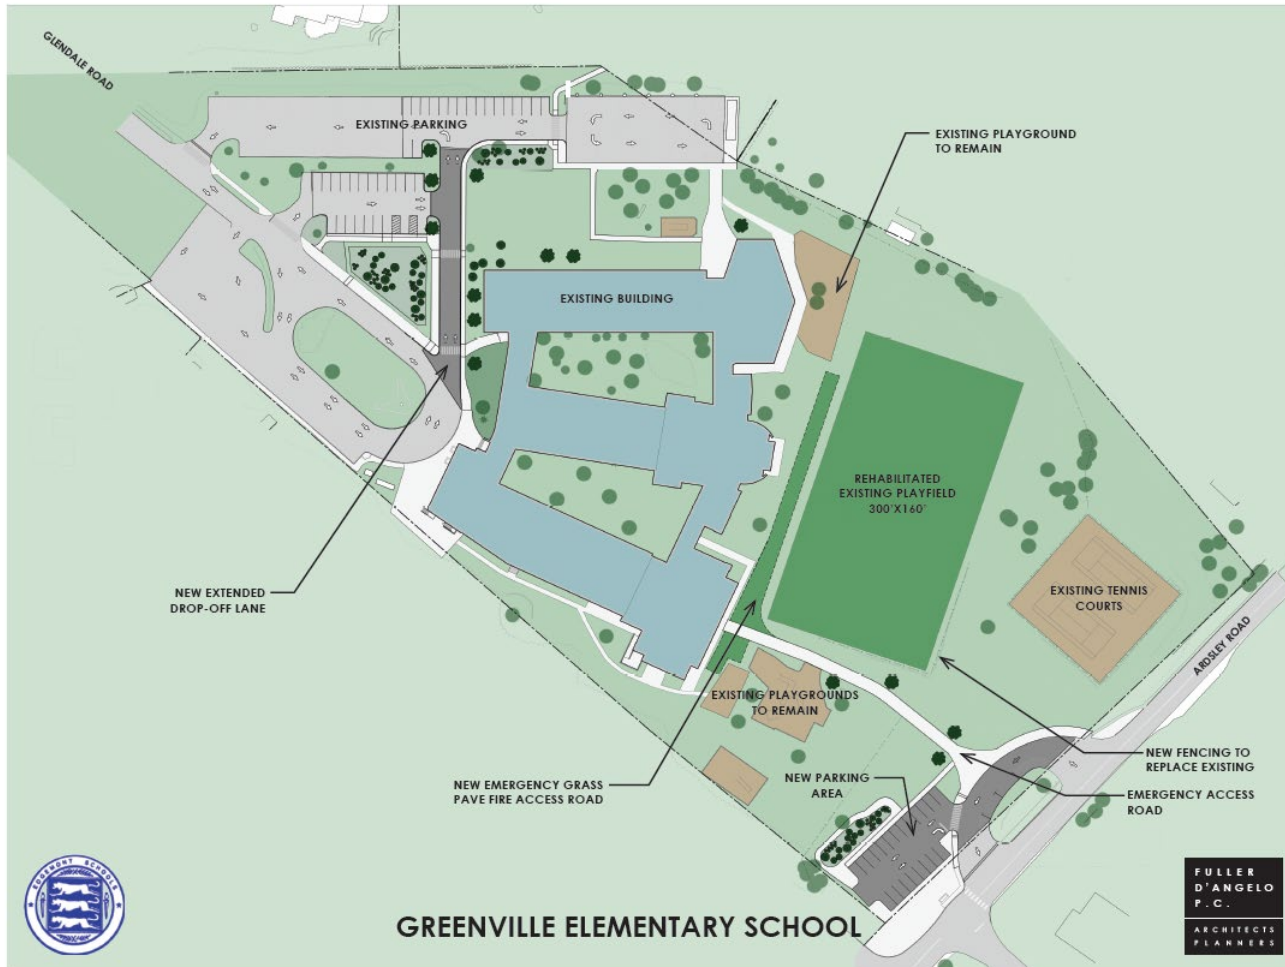 GLENDALE ROAD
EXISTING PARKING
EXISTING PLAYGROUND
TO REMAIN
EXISTING BUILDING
REHABILITATED
EXISTING PLAYFIELD
300'X160'
NEW EXTENDED
DROP-OFF LANE
EXISTING TENNIS
COURTS
ARDSLEY ROAD
EXISTING PLAYGROUNDS
TO REMAIN
NEW EMERGENCY GRASS
PAVE FIRE ACCESS ROAD
NEW PARKING
AREA
NEW FENCING TO
REPLACE EXISTING
EMERGENCY ACCESS
ROAD
EDGEMONT SCHOOLS
GREENVILLE ELEMENTARY SCHOOL
FULLER
D'ANGELO
P.C.
ARCHITECTS
PLANNERS